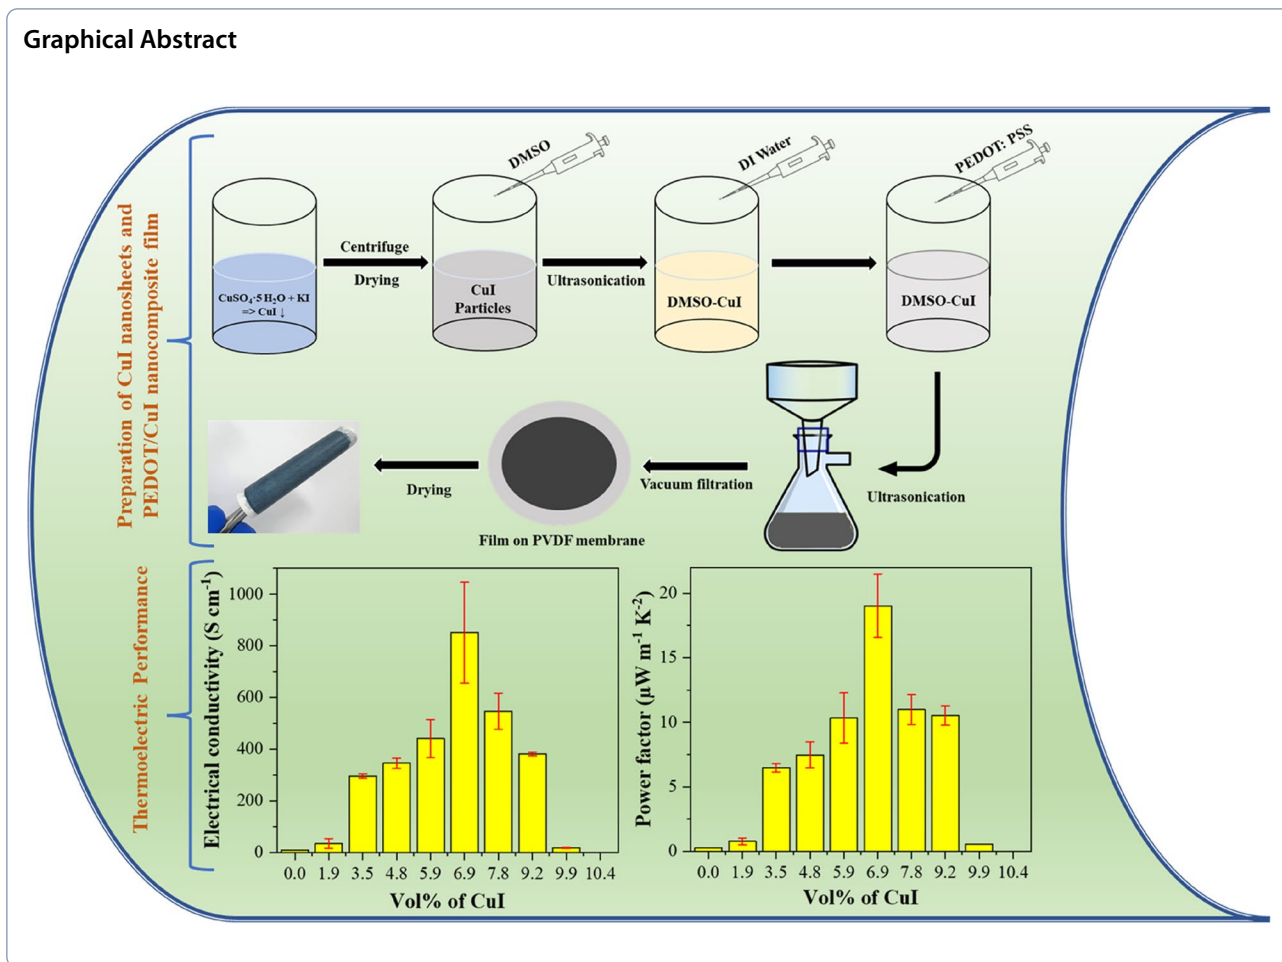 Graphical Abstract
Preparation of CuI nanosheets and
PEDOT/CuI nanocomposite film
DMSO
DI Water
PEDOT: PSS
CuSO₄·5 H₂O + KI
=> CuI ↓
Centrifuge
Drying
CuI
Particles
Ultrasonication
DMSO-CuI
DMSO-CuI
Ultrasonication
Vacuum filtration
Film on PVDF membrane
Drying
Thermoelectric Performance
Electrical conductivity (S cm⁻¹)
1000
800
600
400
200
0
0.0 1.9 3.5 4.8 5.9 6.9 7.8 9.2 9.9 10.4
Vol% of CuI
Power factor (μW m⁻¹ K⁻²)
20
15
10
5
0
0.0 1.9 3.5 4.8 5.9 6.9 7.8 9.2 9.9 10.4
Vol% of CuI